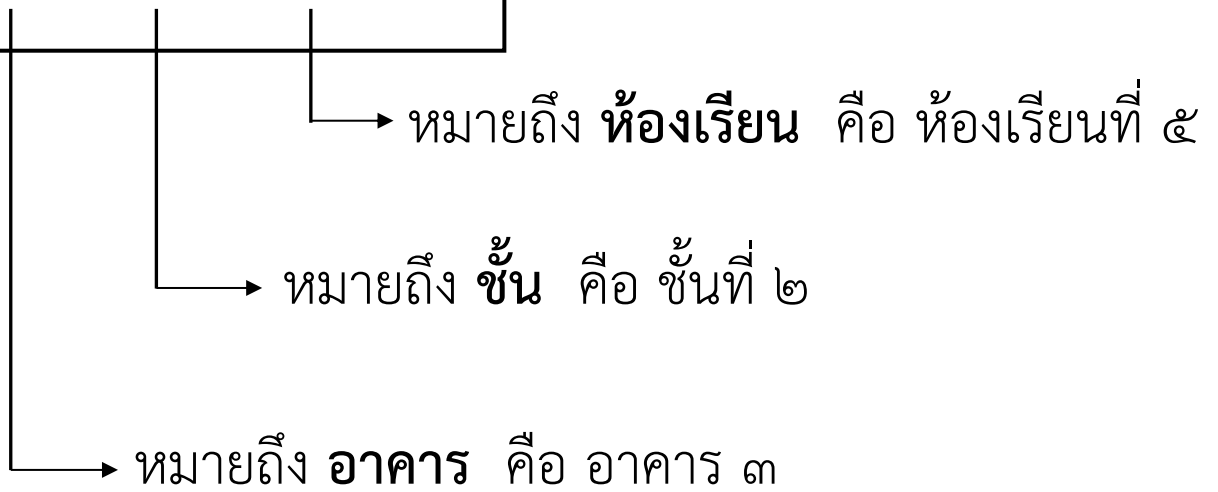 หมายถึง ห้องเรียน คือ ห้องเรียนที่ ๕
หมายถึง ชั้น คือ ชั้นที่ ๒
หมายถึง อาคาร คือ อาคาร ๓